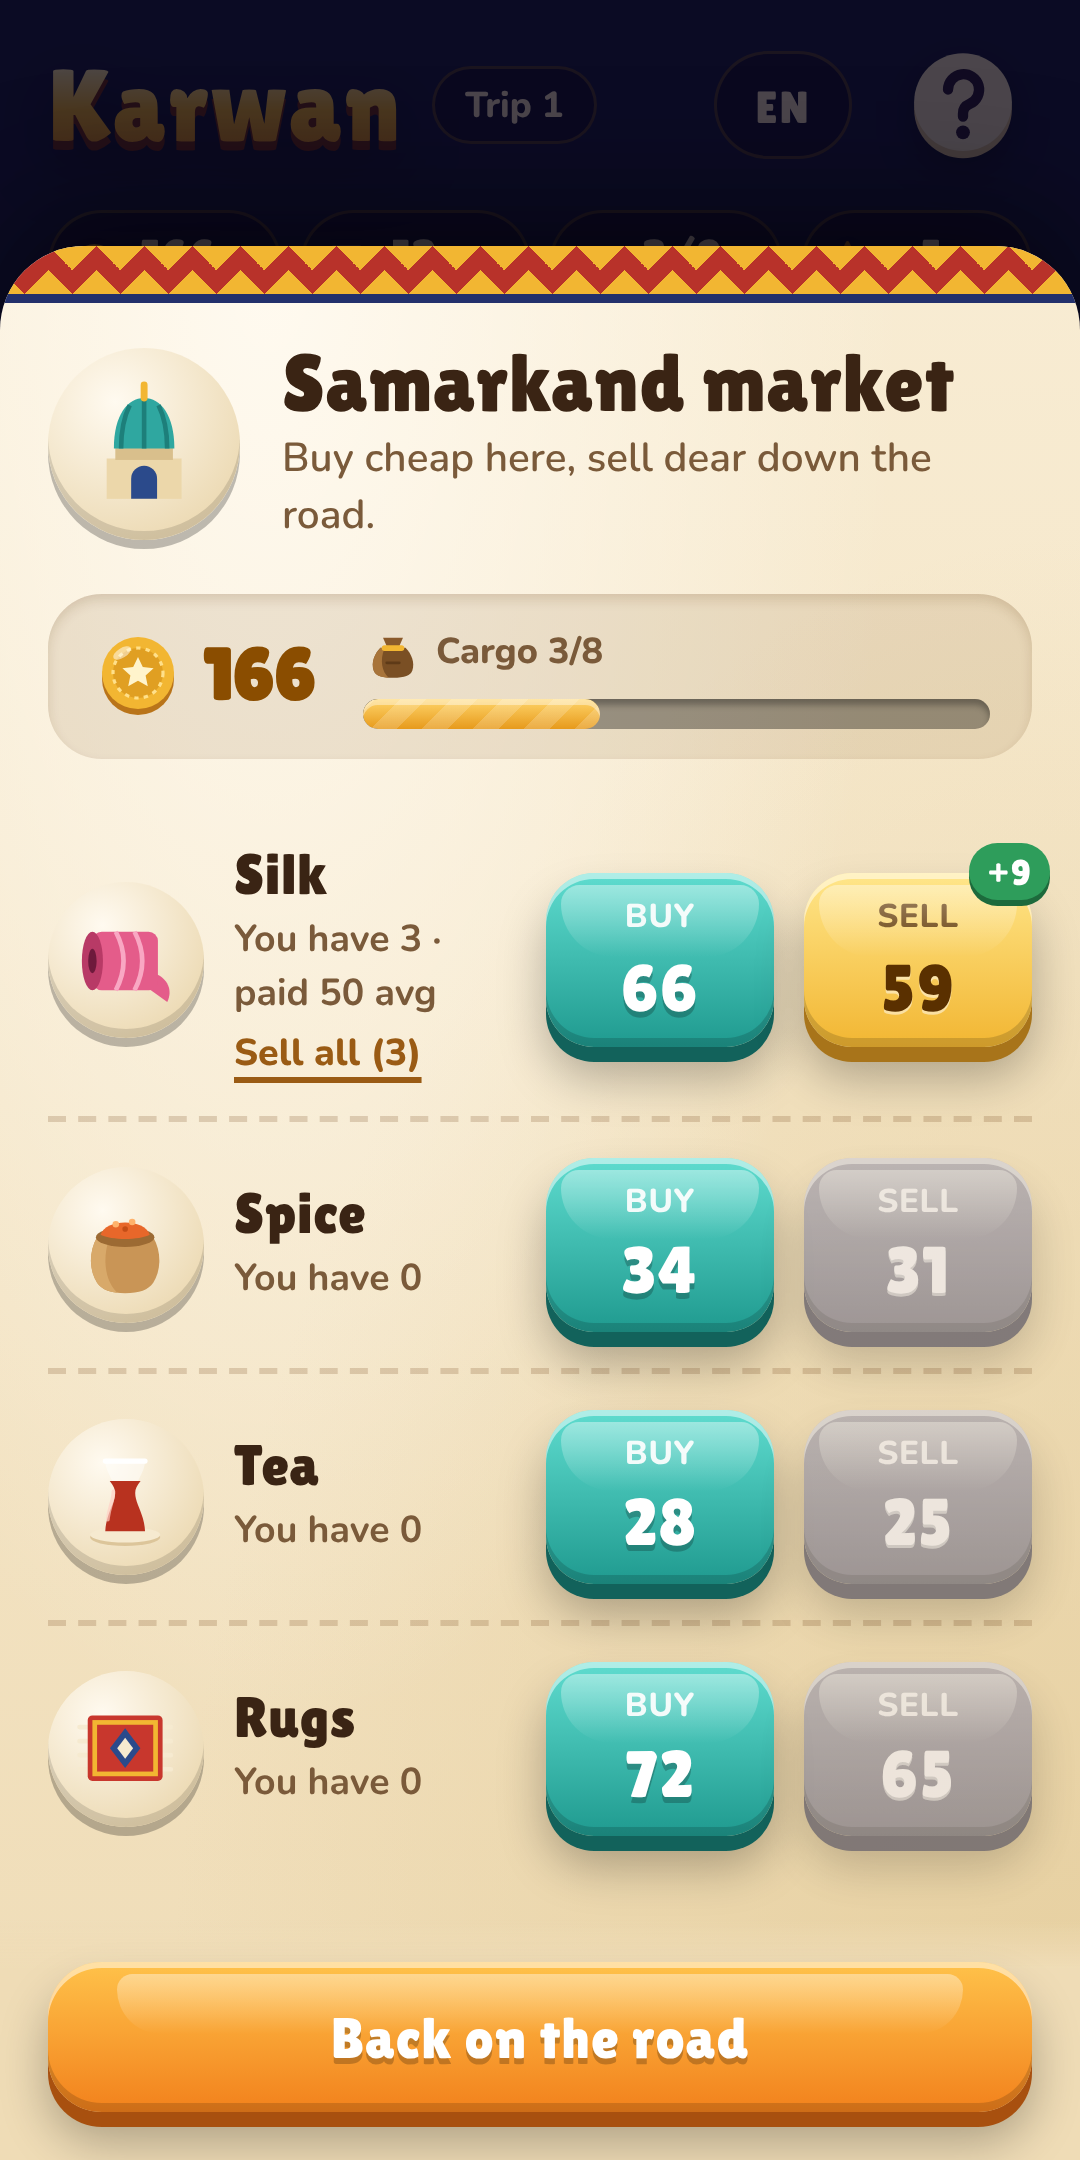 Karwan
Trip 1
EN
?
Samarkand market
Buy cheap here, sell dear down the
road.
166
Cargo 3/8
Silk
You have 3 ·
paid 50 avg
Sell all (3)
BUY
66
SELL
59
+9
Spice
You have 0
BUY
34
SELL
31
Tea
You have 0
BUY
28
SELL
25
Rugs
You have 0
BUY
72
SELL
65
Back on the road